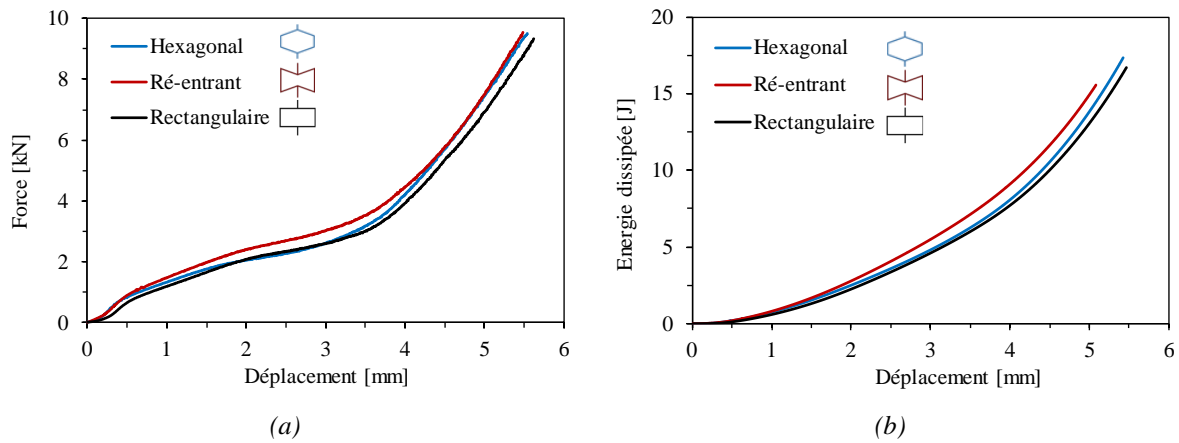 Force [kN]
10
8
6
4
2
0
Hexagonal
Ré-entrant
Rectangulaire
0 1 2 3 4 5 6
Déplacement [mm]
(a)
Energie dissipée [J]
20
15
10
5
0
Hexagonal
Ré-entrant
Rectangulaire
0 1 2 3 4 5 6
Déplacement [mm]
(b)